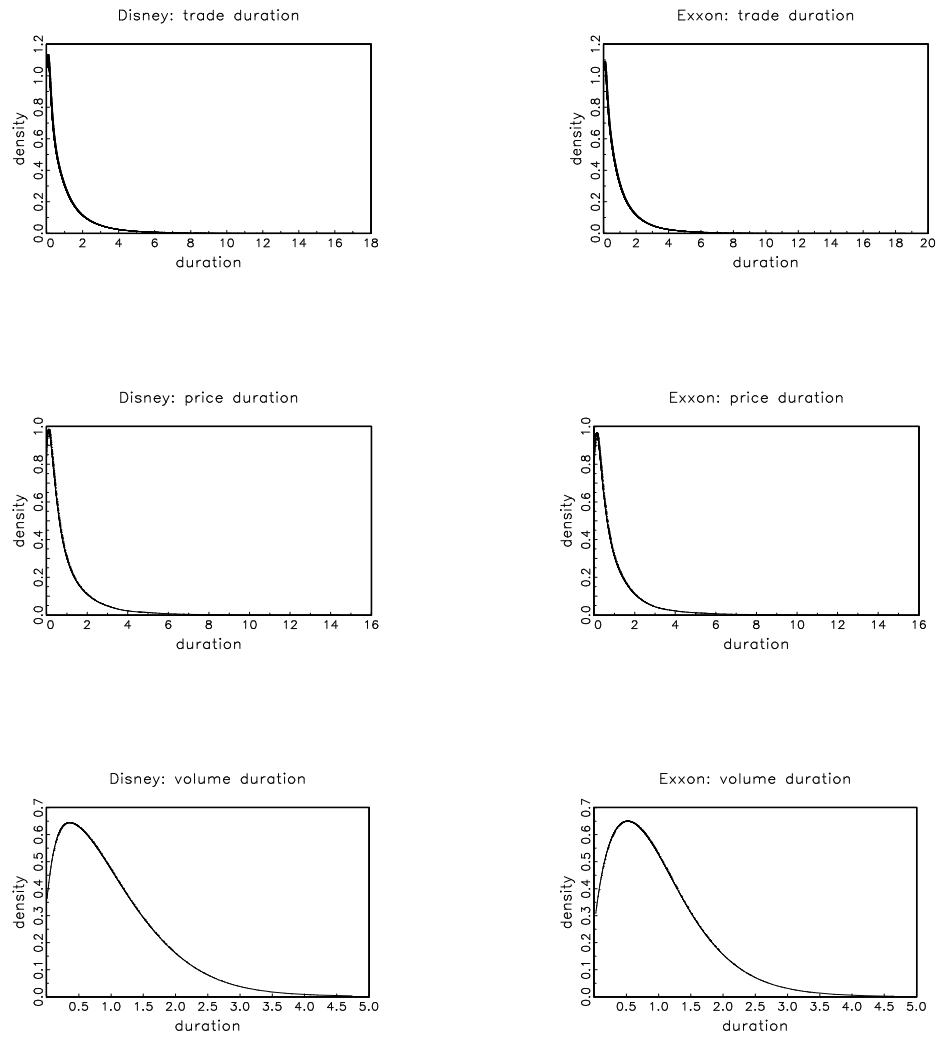 Disney: trade duration
Exxon: trade duration
density
0.0 0.2 0.4 0.6 0.8 1.0 1.2
0 2 4 6 8 10 12 14 16 18
duration
density
0.0 0.2 0.4 0.6 0.8 1.0 1.2
0 2 4 6 8 10 12 14 16 18 20
duration
Disney: price duration
Exxon: price duration
density
0.0 0.2 0.4 0.6 0.8 1.0
0 2 4 6 8 10 12 14 16
duration
density
0.0 0.2 0.4 0.6 0.8 1.0
0 2 4 6 8 10 12 14 16
duration
Disney: volume duration
Exxon: volume duration
density
0.0 0.1 0.2 0.3 0.4 0.5 0.6 0.7
0.5 1.0 1.5 2.0 2.5 3.0 3.5 4.0 4.5 5.0
duration
density
0.0 0.1 0.2 0.3 0.4 0.5 0.6 0.7
0.5 1.0 1.5 2.0 2.5 3.0 3.5 4.0 4.5 5.0
duration